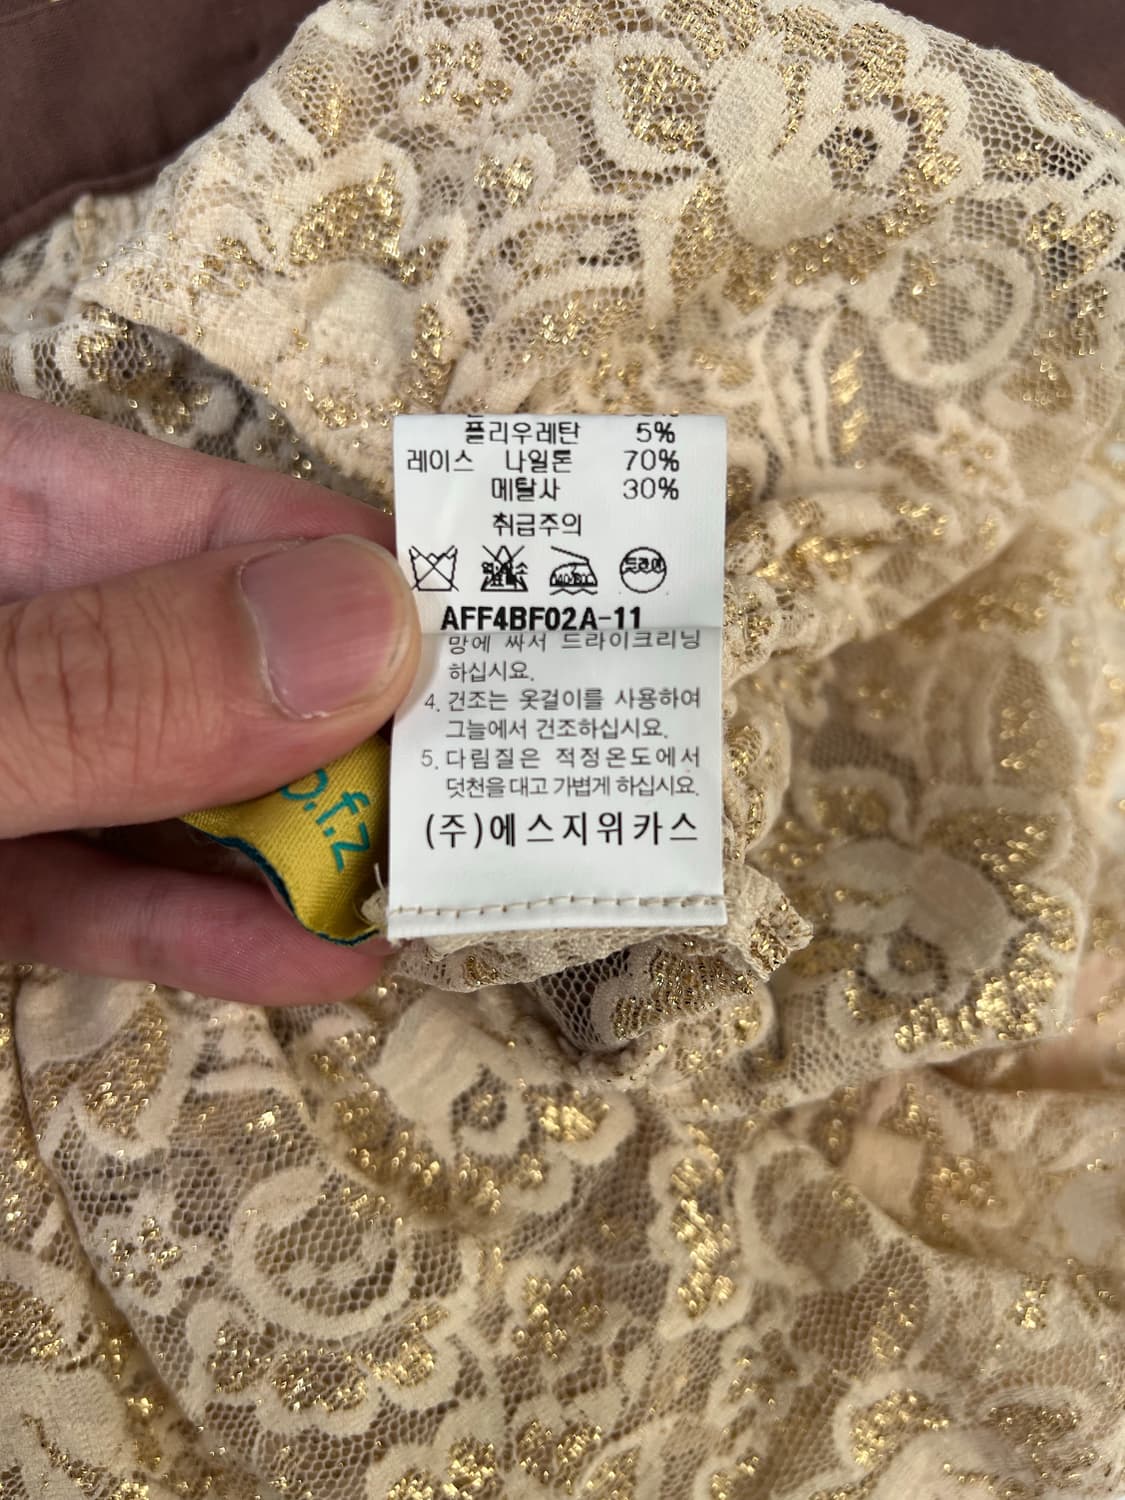 폴리우레탄 5%
레이스 나일론 70%
메탈사 30%
취급주의
드라이
AFF4BF02A-11
망에 싸서 드라이크리닝
하십시요.
4. 건조는 옷걸이를 사용하여
그늘에서 건조하십시요.
5. 다림질은 적정온도에서
덧천을 대고 가볍게 하십시요.
(주)에스지위카스
o.f.z